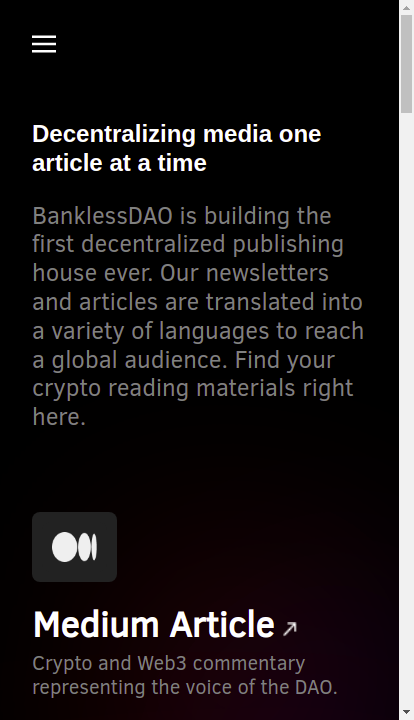 Decentralizing media one
article at a time
BanklessDAO is building the
first decentralized publishing
house ever. Our newsletters
and articles are translated into
a variety of languages to reach
a global audience. Find your
crypto reading materials right
here.
Medium Article
Crypto and Web3 commentary
representing the voice of the DAO.